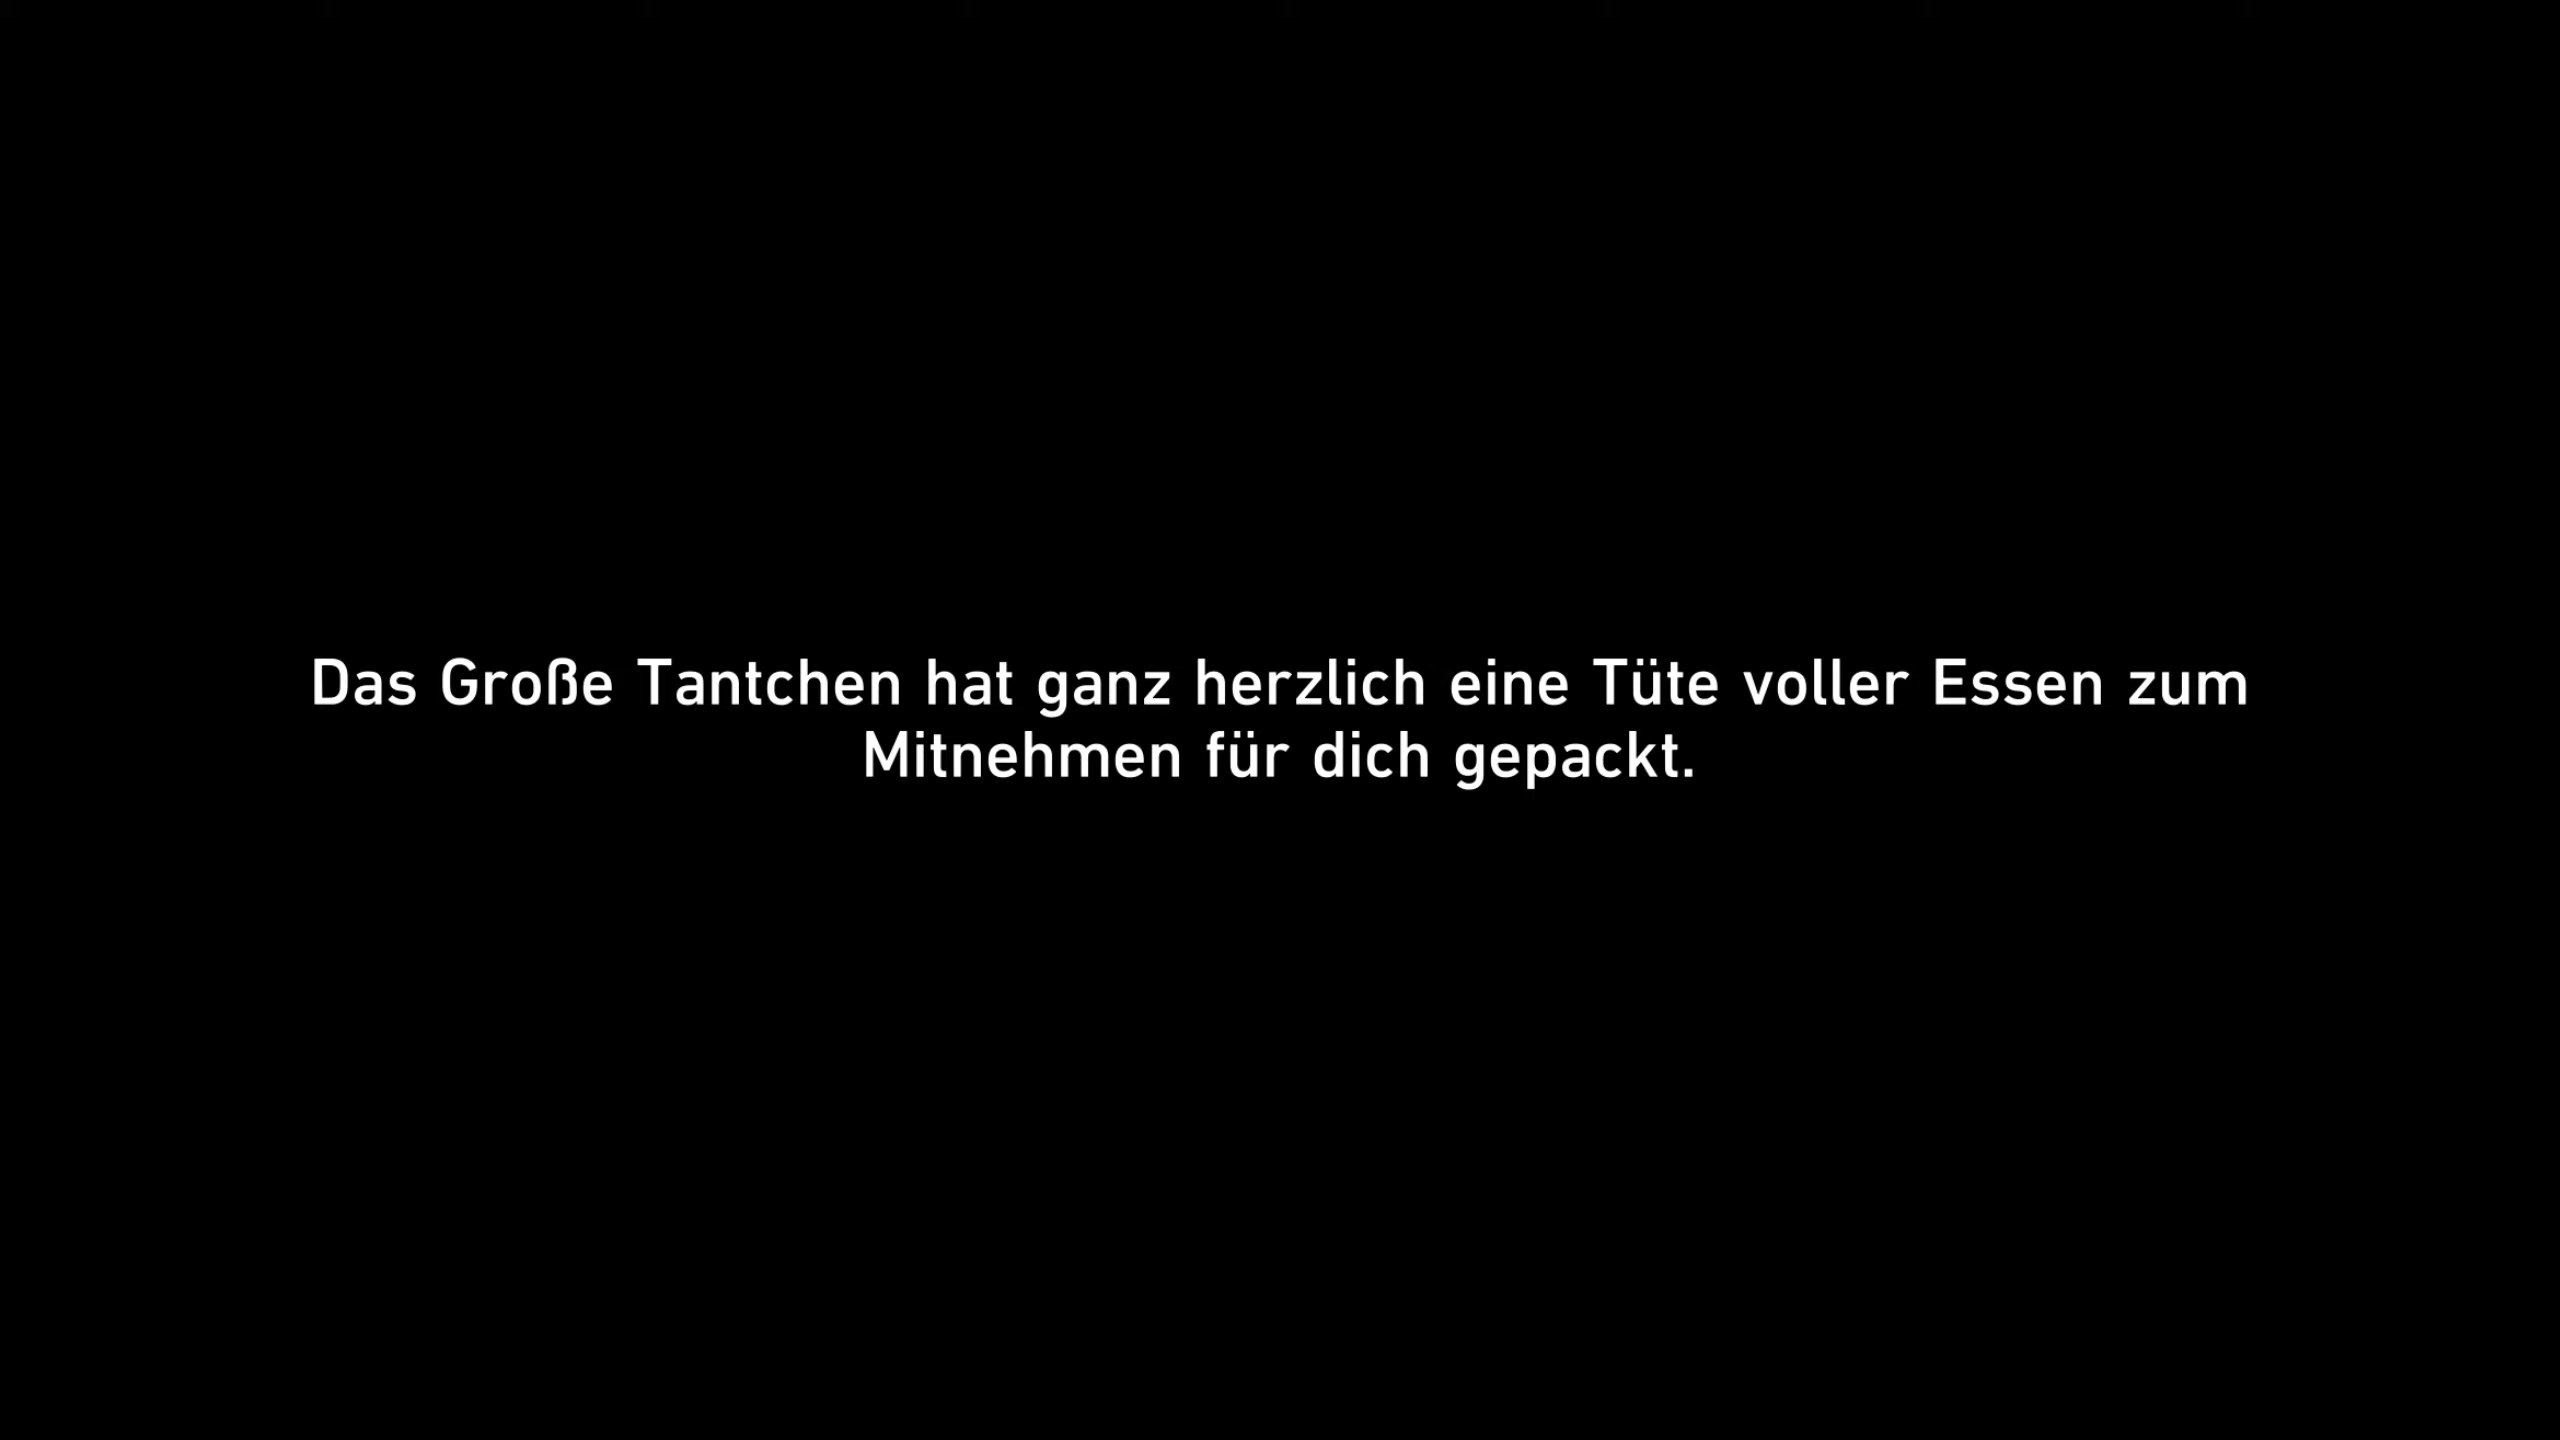 Das Große Tantchen hat ganz herzlich eine Tüte voller Essen zum
Mitnehmen für dich gepackt.